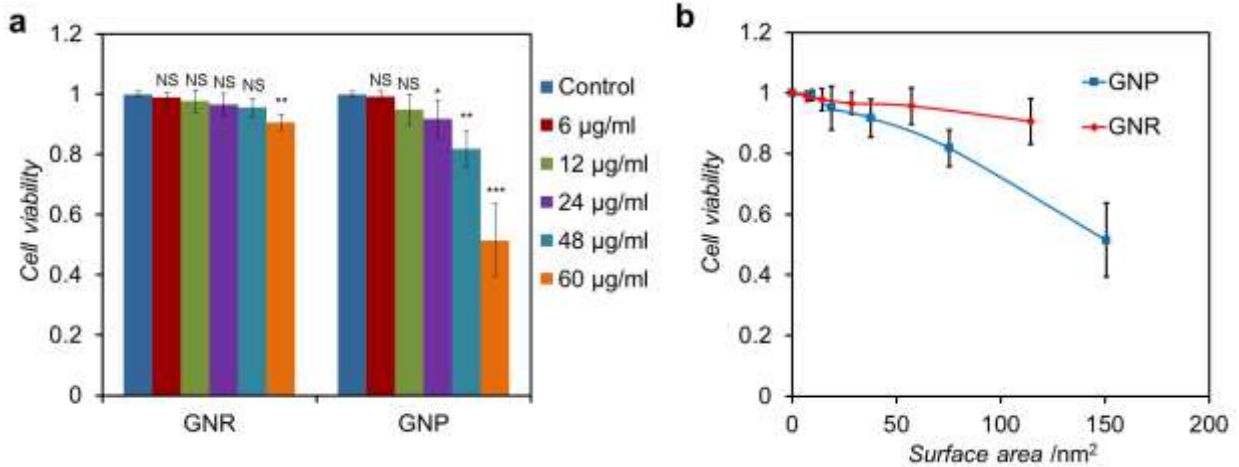 a
1.2
1
0.8
0.6
0.4
0.2
0
Cell viability
NS NS NS NS **
NS NS * ** ***
GNR GNP
Control
6 µg/ml
12 µg/ml
24 µg/ml
48 µg/ml
60 µg/ml
b
1.2
1
0.8
0.6
0.4
0.2
0
Cell viability
GNP
GNR
0 50 100 150 200
Surface area /nm²